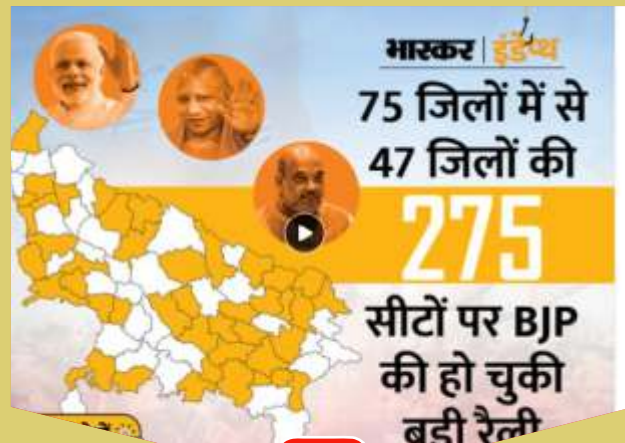 भास्कर | इंडेप्थ
75 जिलों में से
47 जिलों की
275
सीटों पर BJP
की हो चुकी
बड़ी रैली